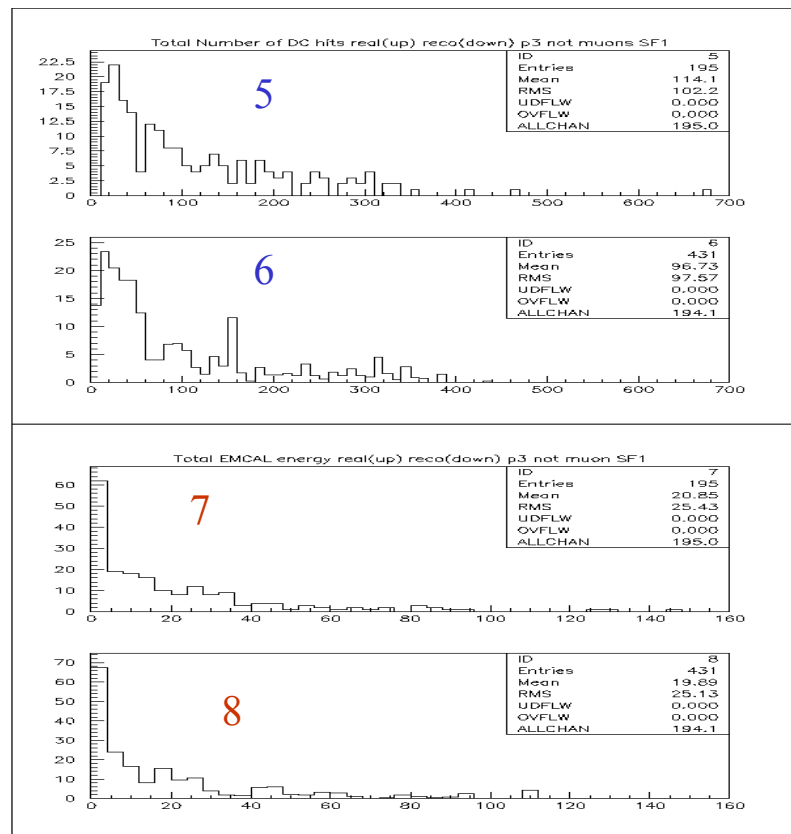 Total Number of DC hits real(up) reco{down} p3 not muons SF1
ID 5
Entries 195
Mean 114.1
RMS 102.2
UDFLW 0.000
OVFLW 0.000
ALLCHAN 195.0
5
22.5
20
17.5
15
12.5
10
7.5
5
2.5
0
0 100 200 300 400 500 600 700
ID 6
Entries 431
Mean 96.73
RMS 97.57
UDFLW 0.000
OVFLW 0.000
ALLCHAN 194.1
6
25
20
15
10
5
0
0 100 200 300 400 500 600 700
Total EMCAL energy real(up) reco(down) p3 not muon SF1
ID 7
Entries 195
Mean 20.85
RMS 25.43
UDFLW 0.000
OVFLW 0.000
ALLCHAN 195.0
7
60
50
40
30
20
10
0
0 20 40 60 80 100 120 140 160
ID 8
Entries 431
Mean 19.89
RMS 25.13
UDFLW 0.000
OVFLW 0.000
ALLCHAN 194.1
8
70
60
50
40
30
20
10
0
0 20 40 60 80 100 120 140 160